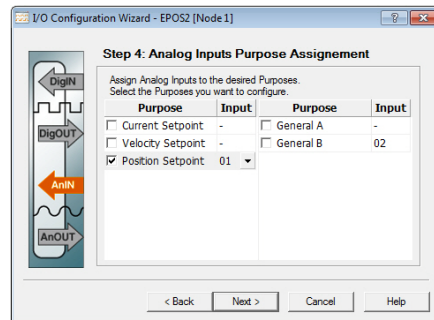 I/O Configuration Wizard - EPOS2 [Node 1]
Step 4: Analog Inputs Purpose Assignement
Assign Analog Inputs to the desired Purposes.
Select the Purposes you want to configure.
Purpose Input Purpose Input
Current Setpoint - General A -
Velocity Setpoint - General B 02
Position Setpoint 01
DigIN
DigOUT
AnIN
AnOUT
< Back Next > Cancel Help